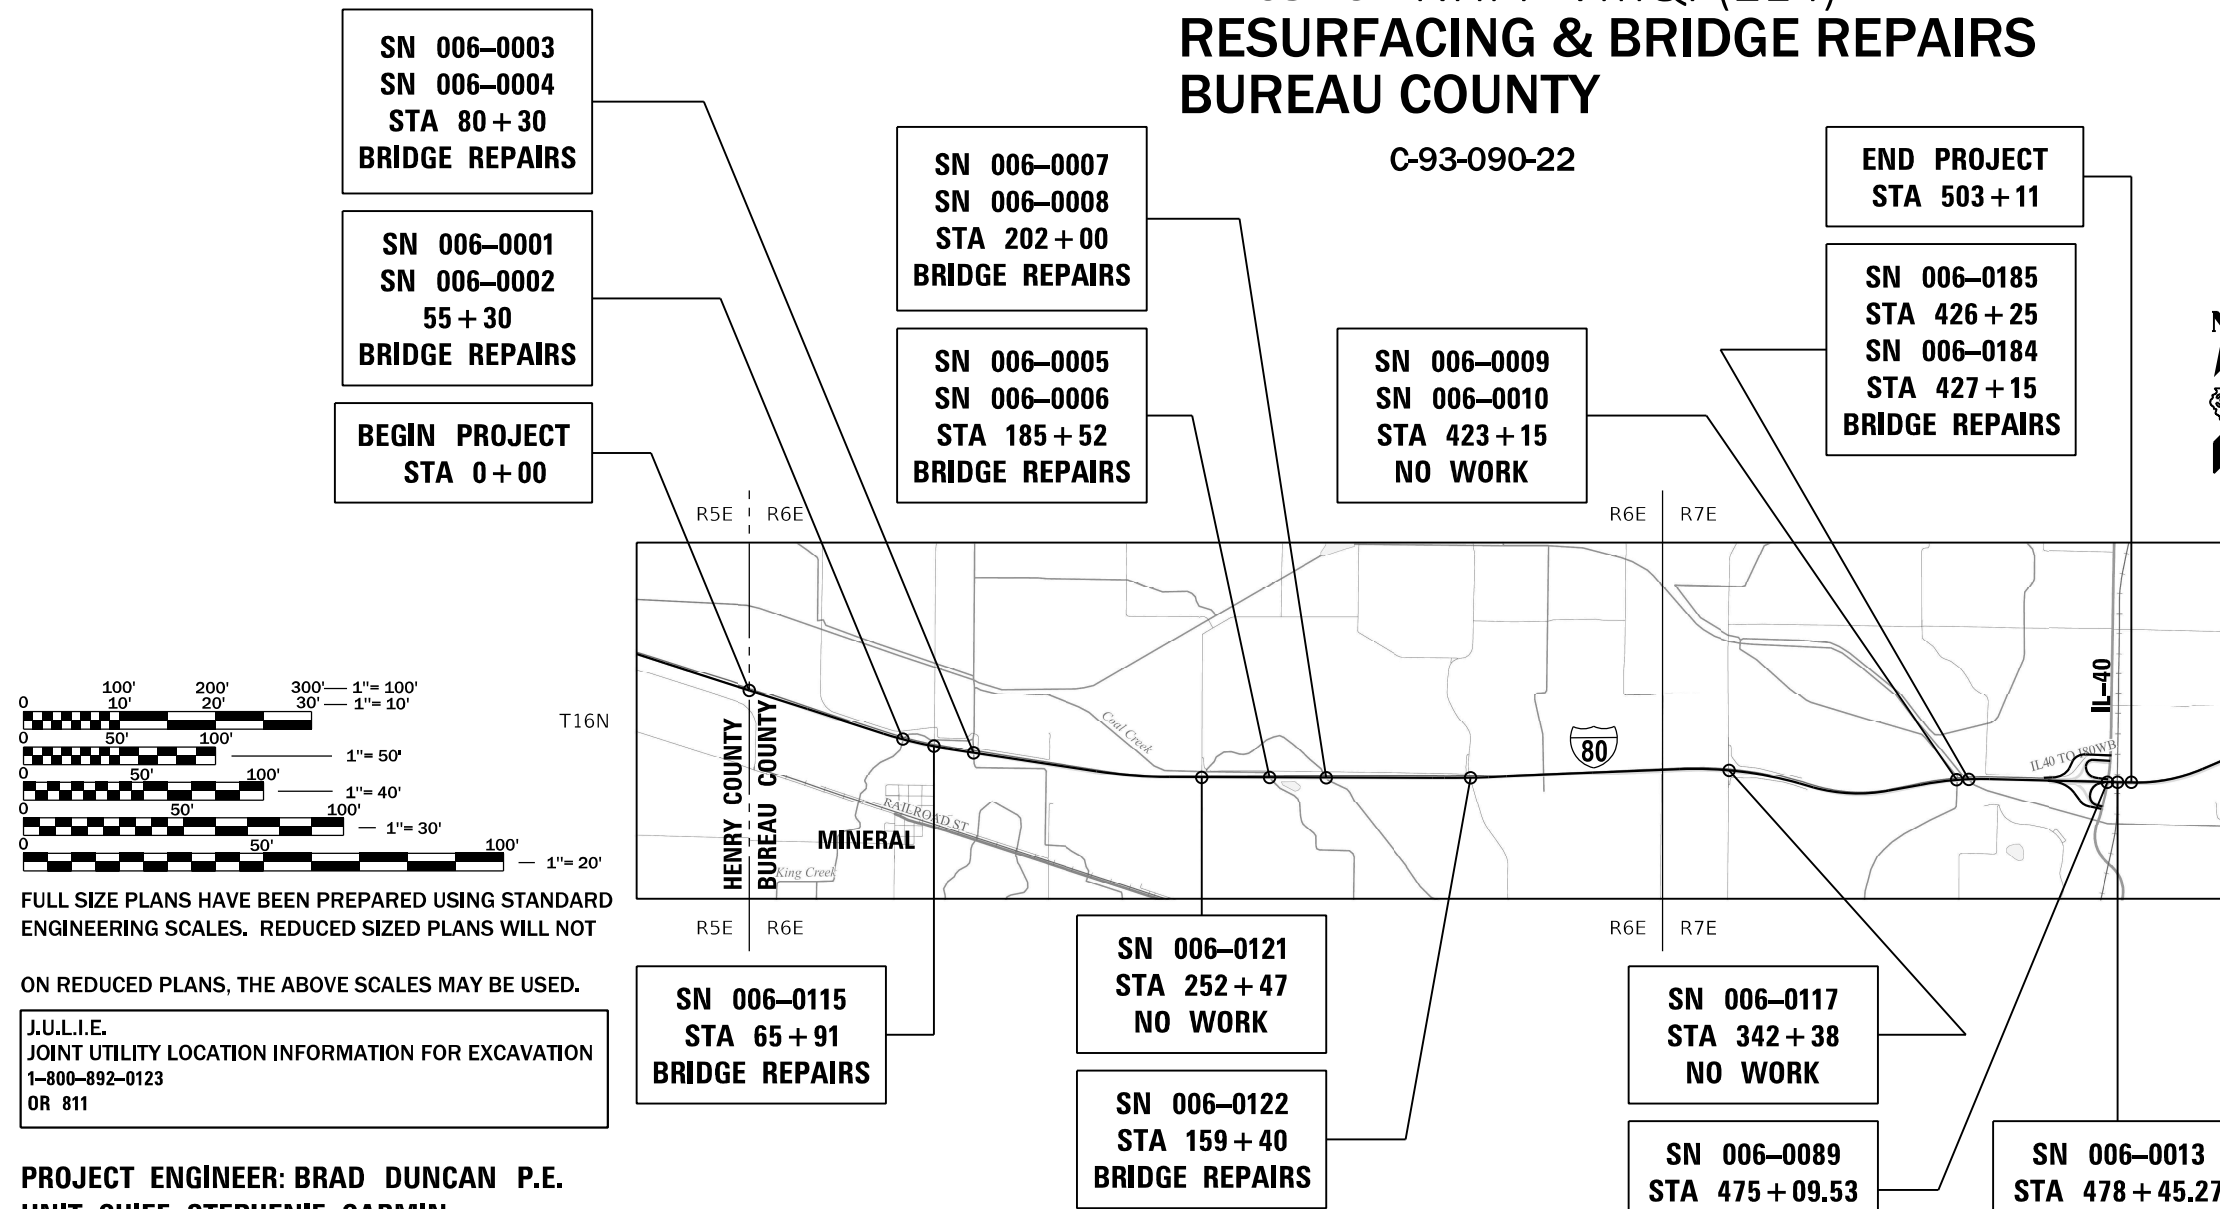 RESURFACING & BRIDGE REPAIRS
BUREAU COUNTY
C-93-090-22
SN 006-0003
SN 006-0004
STA 80+30
BRIDGE REPAIRS
SN 006-0001
SN 006-0002
55+30
BRIDGE REPAIRS
BEGIN PROJECT
STA 0+00
SN 006-0007
SN 006-0008
STA 202+00
BRIDGE REPAIRS
SN 006-0005
SN 006-0006
STA 185+52
BRIDGE REPAIRS
SN 006-0009
SN 006-0010
STA 423+15
NO WORK
END PROJECT
STA 503+11
SN 006-0185
STA 426+25
SN 006-0184
STA 427+15
BRIDGE REPAIRS
R5E R6E
R6E R7E
T16N
HENRY COUNTY
BUREAU COUNTY
MINERAL
RAILROAD ST
King Creek
Coal Creek
80
IL-40
IL40 TO I80WB
R5E R6E
R6E R7E
0 100' 200' 300' 1"= 100'
10' 20' 30' 1"= 10'
0 50' 100' 1"= 50'
0 50' 100' 1"= 40'
0 50' 100' 1"= 30'
0 50' 100' 1"= 20'
FULL SIZE PLANS HAVE BEEN PREPARED USING STANDARD
ENGINEERING SCALES. REDUCED SIZED PLANS WILL NOT
ON REDUCED PLANS, THE ABOVE SCALES MAY BE USED.
J.U.L.I.E.
JOINT UTILITY LOCATION INFORMATION FOR EXCAVATION
1-800-892-0123
OR 811
PROJECT ENGINEER: BRAD DUNCAN P.E.
SN 006-0115
STA 65+91
BRIDGE REPAIRS
SN 006-0121
STA 252+47
NO WORK
SN 006-0122
STA 159+40
BRIDGE REPAIRS
SN 006-0117
STA 342+38
NO WORK
SN 006-0089
STA 475+09.53
SN 006-0013
STA 478+45.27